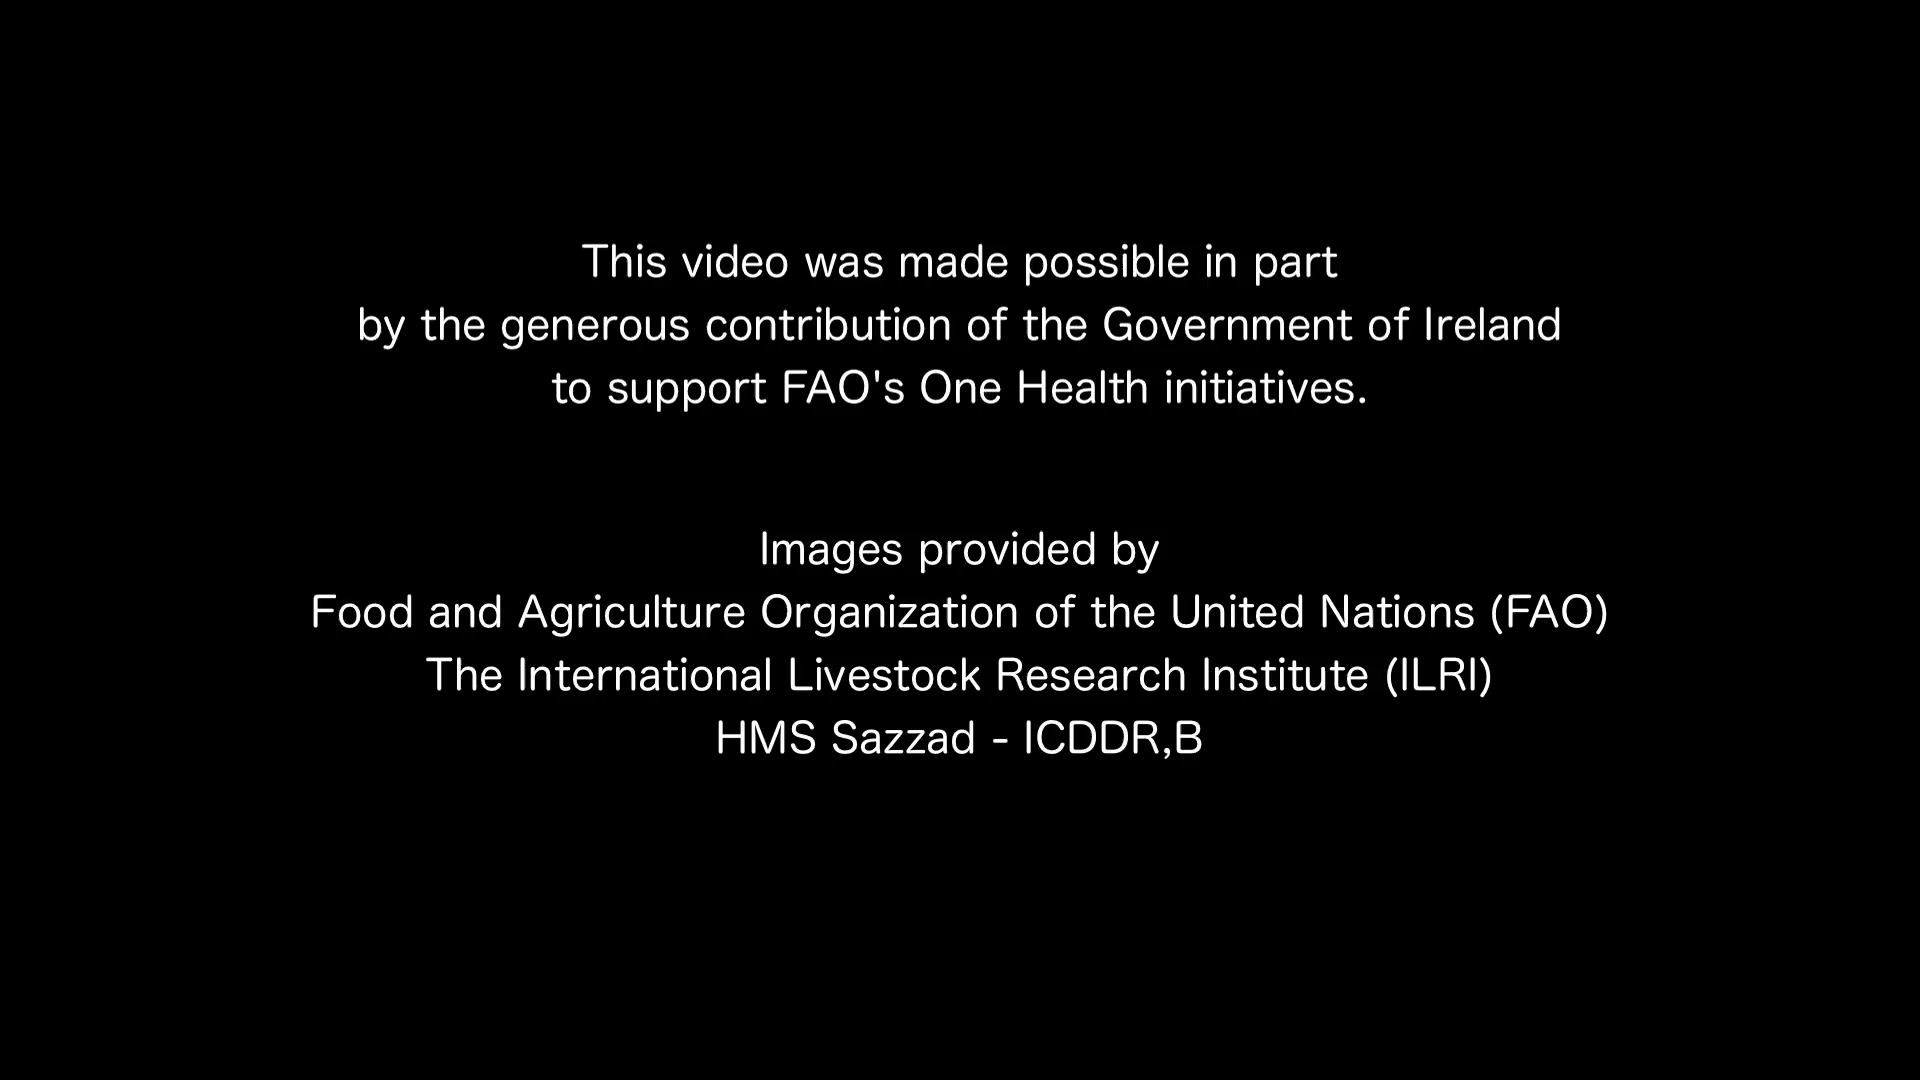 This video was made possible in part
by the generous contribution of the Government of Ireland
to support FAO's One Health initiatives.
Images provided by
Food and Agriculture Organization of the United Nations (FAO)
The International Livestock Research Institute (ILRI)
HMS Sazzad - ICDDR,B